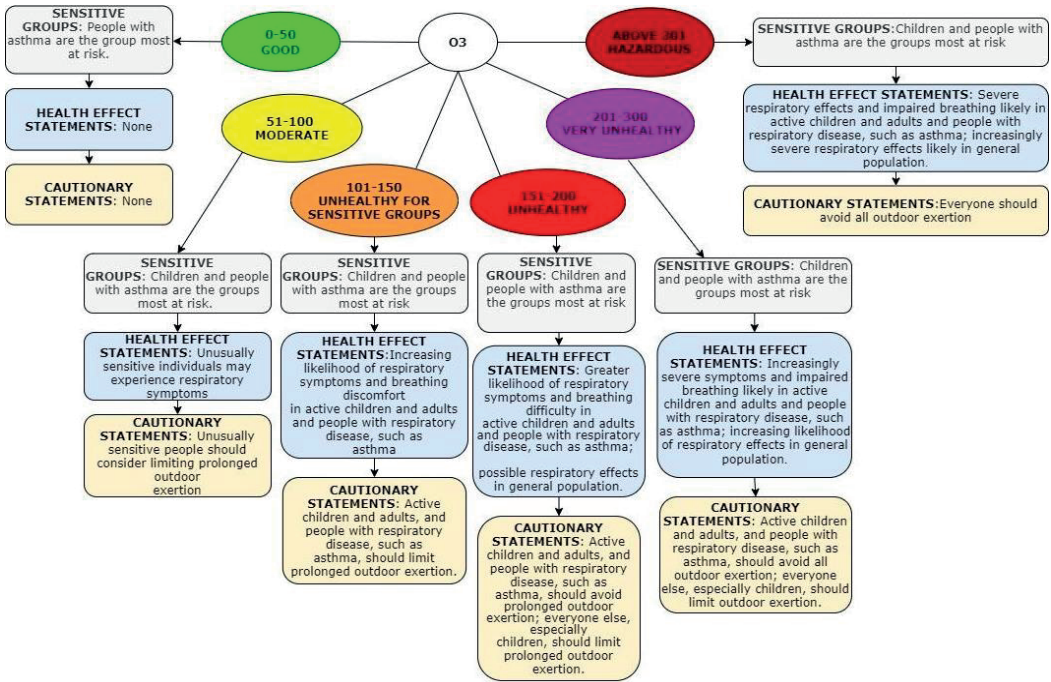 O3
0-50
GOOD
SENSITIVE
GROUPS: People with
asthma are the group most
at risk.
HEALTH EFFECT
STATEMENTS: None
CAUTIONARY
STATEMENTS: None
51-100
MODERATE
SENSITIVE
GROUPS: Children and people
with asthma are the groups
most at risk.
HEALTH EFFECT
STATEMENTS: Unusually
sensitive individuals may
experience respiratory
symptoms
CAUTIONARY
STATEMENTS: Unusually
sensitive people should
consider limiting prolonged
outdoor
exertion
101-150
UNHEALTHY FOR
SENSITIVE GROUPS
SENSITIVE
GROUPS: Children and people
with asthma are the groups
most at risk
HEALTH EFFECT
STATEMENTS:Increasing
likelihood of respiratory
symptoms and breathing
discomfort
in active children and adults
and people with respiratory
disease, such as
asthma
CAUTIONARY
STATEMENTS: Active
children and adults, and
people with respiratory
disease, such as
asthma, should limit
prolonged outdoor exertion.
151-200
UNHEALTHY
SENSITIVE
GROUPS: Children and
people with asthma are
the groups most at risk
HEALTH EFFECT
STATEMENTS: Greater
likelihood of respiratory
symptoms and breathing
difficulty in
active children and adults
and people with respiratory
disease, such as asthma;
possible respiratory effects
in general population.
CAUTIONARY
STATEMENTS: Active
children and adults, and
people with respiratory
disease, such as
asthma, should avoid
prolonged outdoor
exertion; everyone else,
especially
children, should limit
prolonged outdoor
exertion.
201-300
VERY UNHEALTHY
SENSITIVE GROUPS: Children
and people with asthma are the
groups most at risk
HEALTH EFFECT
STATEMENTS: Increasingly
severe symptoms and impaired
breathing likely in active
children and adults and people
with respiratory disease, such
as asthma; increasing likelihood
of respiratory effects in general
population.
CAUTIONARY
STATEMENTS: Active children
and adults, and people with
respiratory disease, such as
asthma, should avoid all
outdoor exertion; everyone
else, especially children, should
limit outdoor exertion.
ABOVE 301
HAZARDOUS
SENSITIVE GROUPS:Children and people with
asthma are the groups most at risk
HEALTH EFFECT STATEMENTS: Severe
respiratory effects and impaired breathing likely in
active children and adults and people with
respiratory disease, such as asthma; increasingly
severe respiratory effects likely in general
population.
CAUTIONARY STATEMENTS:Everyone should
avoid all outdoor exertion